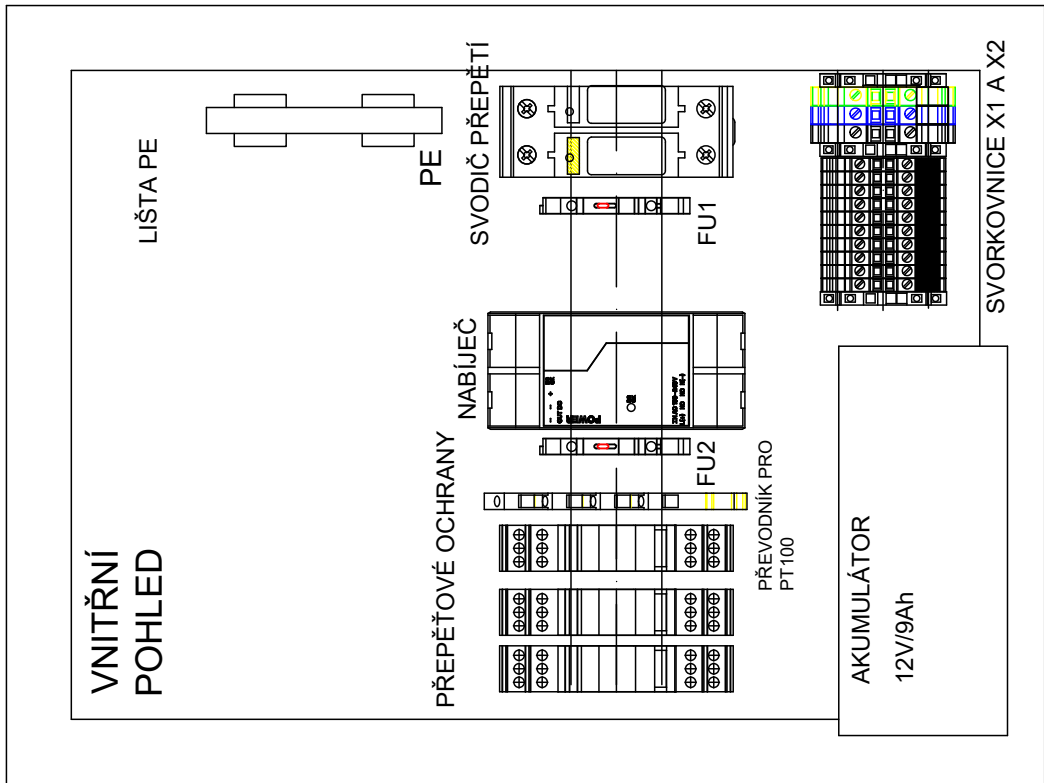 VNITŘNÍ
POHLED
LIŠTA PE
PE
SVODIČ PŘEPĚTÍ
FU1
NABÍJEČ
POWER
FU2
PŘEPĚŤOVÉ OCHRANY
PŘEVODNÍK PRO
PT100
SVORKOVNICE X1 A X2
AKUMULÁTOR
12V/9Ah